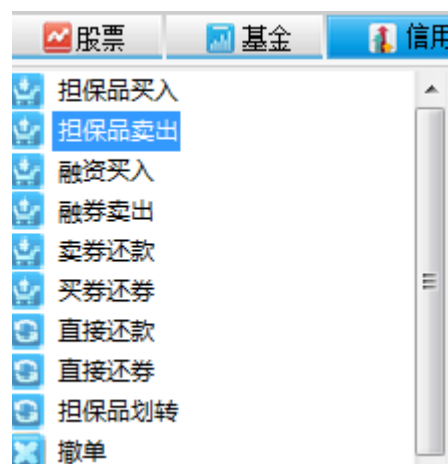 股票 基金 信用
担保品买入
担保品卖出
融资买入
融券卖出
卖券还款
买券还券
直接还款
直接还券
担保品划转
撤单